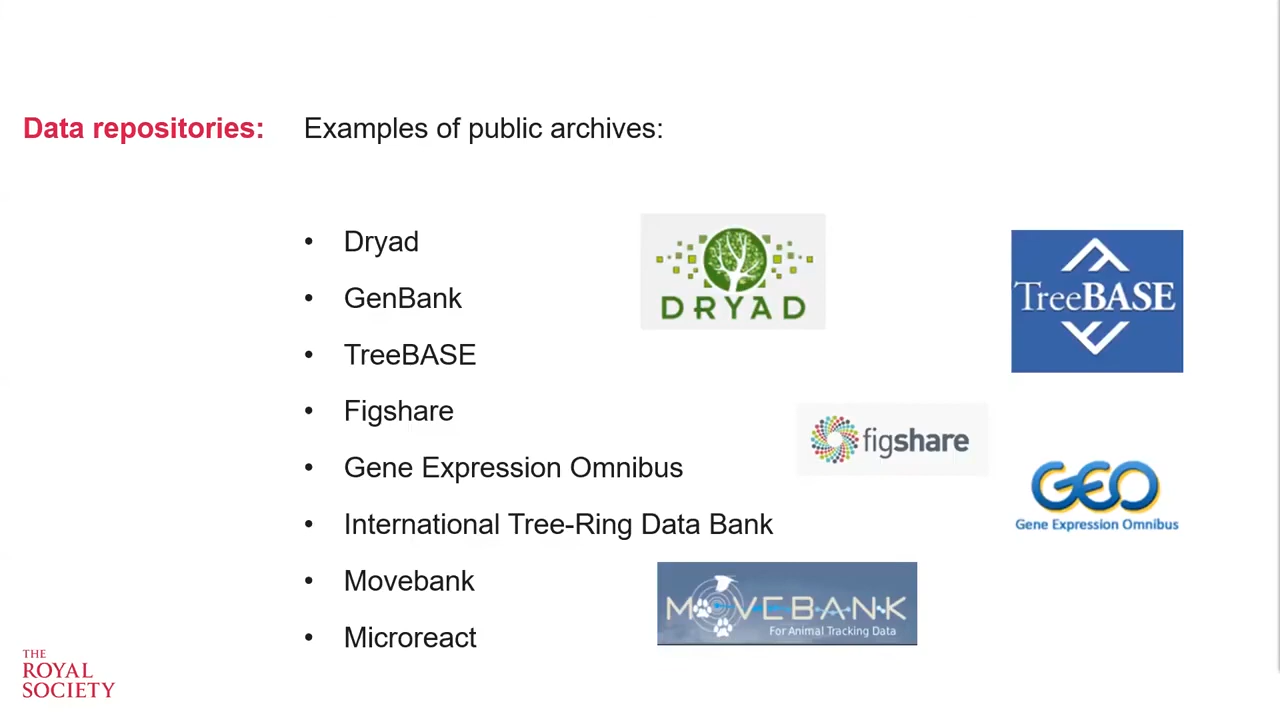 Data repositories: Examples of public archives:
• Dryad
• GenBank
• TreeBASE
• Figshare
• Gene Expression Omnibus
• International Tree-Ring Data Bank
• Movebank
• Microreact
DRYAD
TreeBASE
figshare
GEO
Gene Expression Omnibus
MOVEBANK
For Animal Tracking Data
THE
ROYAL
SOCIETY